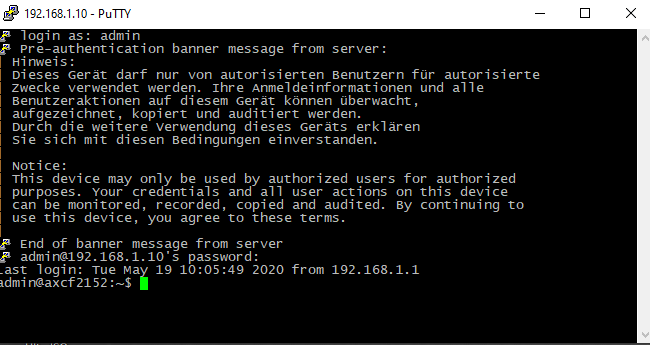 192.168.1.10 - PuTTY
login as: admin
Pre-authentication banner message from server:
| Hinweis:
| Dieses Gerät darf nur von autorisierten Benutzern für autorisierte
| Zwecke verwendet werden. Ihre Anmeldeinformationen und alle
| Benutzeraktionen auf diesem Gerät können überwacht,
| aufgezeichnet, kopiert und auditiert werden.
| Durch die weitere Verwendung dieses Geräts erklären
| Sie sich mit diesen Bedingungen einverstanden.
|
| Notice:
| This device may only be used by authorized users for authorized
| purposes. Your credentials and all user actions on this device
| can be monitored, recorded, copied and audited. By continuing to
| use this device, you agree to these terms.
|
End of banner message from server
admin@192.168.1.10's password:
Last login: Tue May 19 10:05:49 2020 from 192.168.1.1
admin@axcf2152:~$